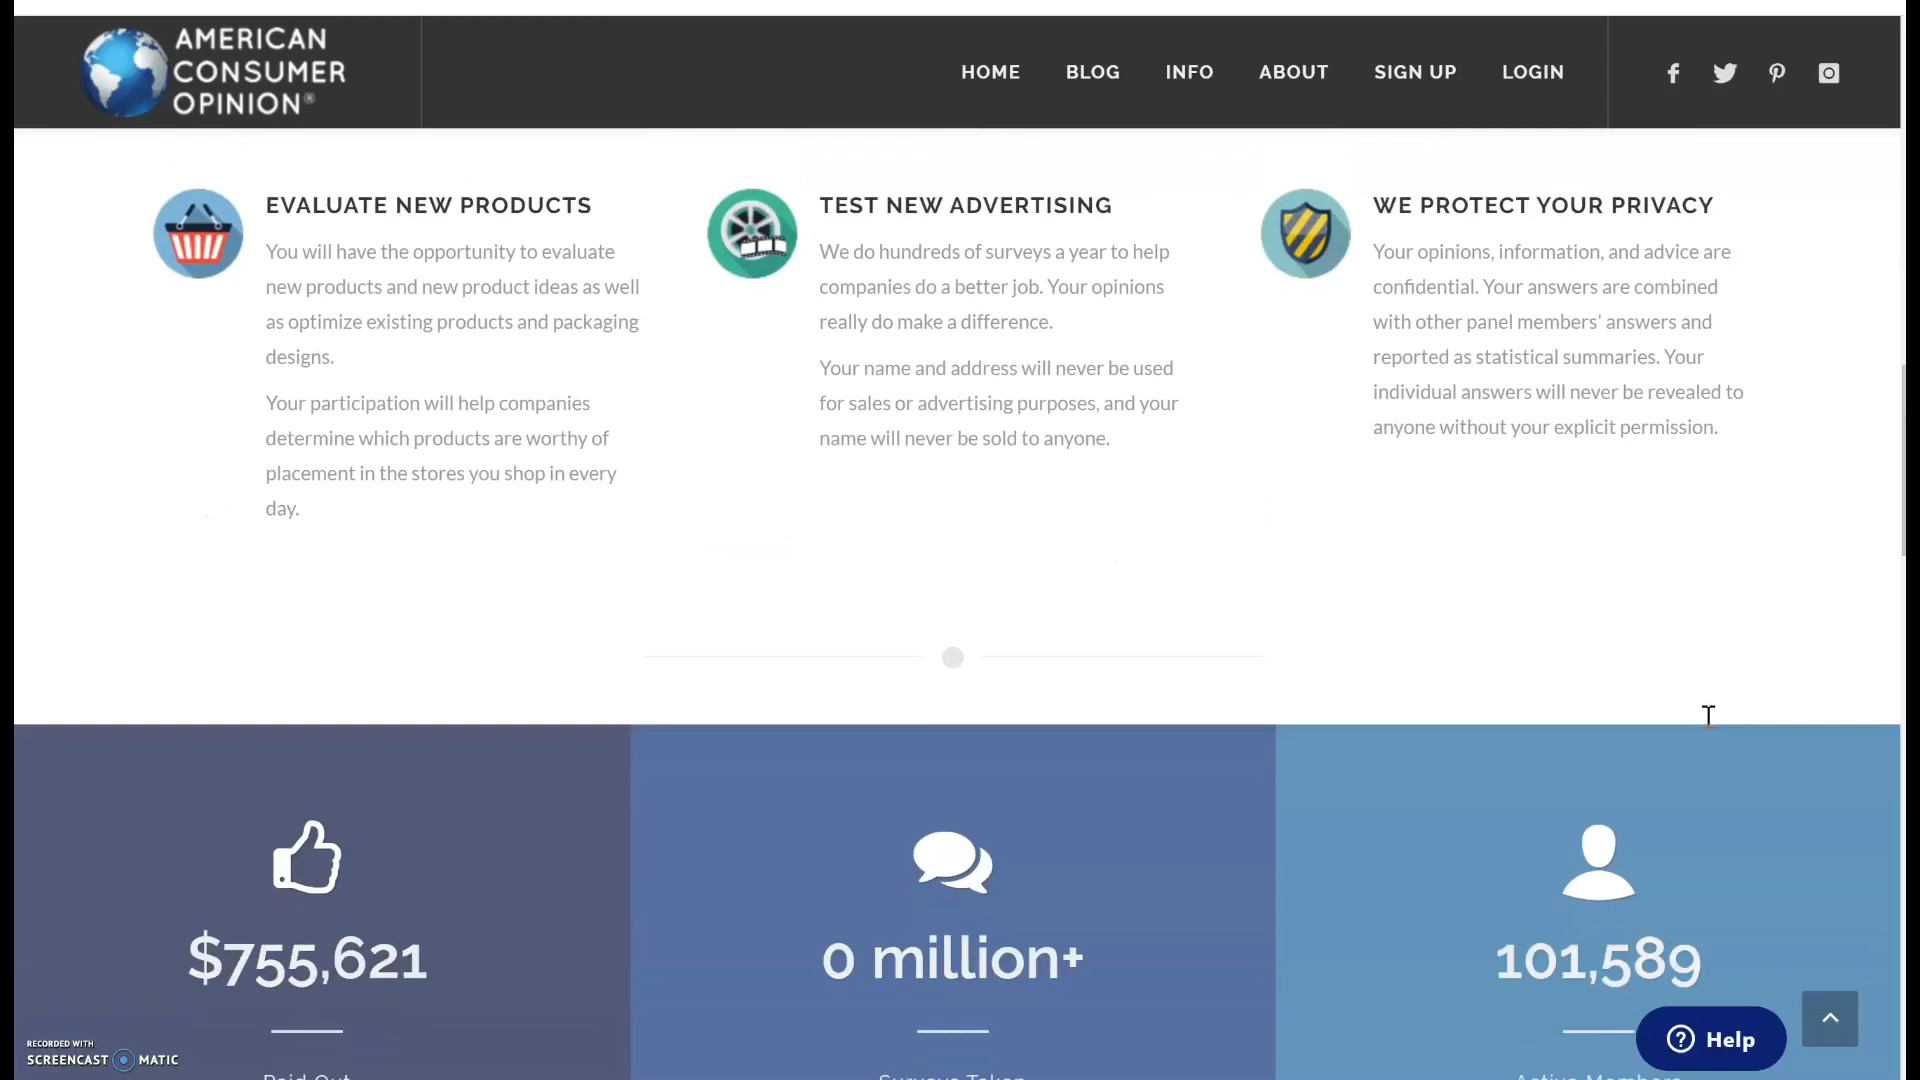 AMERICAN
CONSUMER
OPINION®
HOME BLOG INFO ABOUT SIGN UP LOGIN
EVALUATE NEW PRODUCTS
You will have the opportunity to evaluate
new products and new product ideas as well
as optimize existing products and packaging
designs.
Your participation will help companies
determine which products are worthy of
placement in the stores you shop in every
day.
TEST NEW ADVERTISING
We do hundreds of surveys a year to help
companies do a better job. Your opinions
really do make a difference.
Your name and address will never be used
for sales or advertising purposes, and your
name will never be sold to anyone.
WE PROTECT YOUR PRIVACY
Your opinions, information, and advice are
confidential. Your answers are combined
with other panel members' answers and
reported as statistical summaries. Your
individual answers will never be revealed to
anyone without your explicit permission.
$755,621
Paid Out
0 million+
Surveys Taken
101,589
Active Members
Help
RECORDED WITH
SCREENCAST MATIC